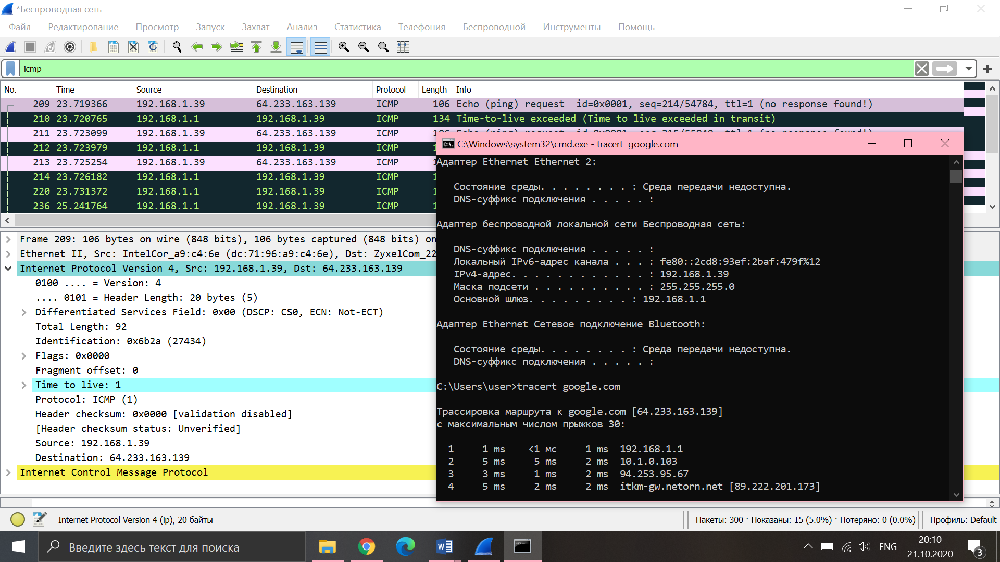 *Беспроводная сеть
Файл Редактирование Просмотр Запуск Захват Анализ Статистика Телефония Беспроводной Инструменты Помощь
icmp
No. Time Source Destination Protocol Length Info
209 23.719366 192.168.1.39 64.233.163.139 ICMP 106 Echo (ping) request id=0x0001, seq=214/54784, ttl=1 (no response found!)
210 23.720765 192.168.1.1 192.168.1.39 ICMP 134 Time-to-live exceeded (Time to live exceeded in transit)
211 23.723099 192.168.1.39 64.233.163.139 ICMP
212 23.723979 192.168.1.1 192.168.1.39 ICMP
213 23.725254 192.168.1.39 64.233.163.139 ICMP
214 23.726182 192.168.1.1 192.168.1.39 ICMP
220 23.731372 192.168.1.1 192.168.1.39 ICMP
236 25.241764 192.168.1.1 192.168.1.39 ICMP
Frame 209: 106 bytes on wire (848 bits), 106 bytes captured (848 bits) on
Ethernet II, Src: IntelCor_a9:c4:6e (dc:71:96:a9:c4:6e), Dst: ZyxelCom_22
Internet Protocol Version 4, Src: 192.168.1.39, Dst: 64.233.163.139
0100 .... = Version: 4
.... 0101 = Header Length: 20 bytes (5)
Differentiated Services Field: 0x00 (DSCP: CS0, ECN: Not-ECT)
Total Length: 92
Identification: 0x6b2a (27434)
Flags: 0x0000
Fragment offset: 0
Time to live: 1
Protocol: ICMP (1)
Header checksum: 0x0000 [validation disabled]
[Header checksum status: Unverified]
Source: 192.168.1.39
Destination: 64.233.163.139
Internet Control Message Protocol
C:\Windows\system32\cmd.exe - tracert google.com
Адаптер Ethernet Ethernet 2:
Состояние среды. . . . . . . . : Среда передачи недоступна.
DNS-суффикс подключения . . . . . :
Адаптер беспроводной локальной сети Беспроводная сеть:
DNS-суффикс подключения . . . . . :
Локальный IPv6-адрес канала . . . : fe80::2cd8:93ef:2baf:479f%12
IPv4-адрес. . . . . . . . . . . . : 192.168.1.39
Маска подсети . . . . . . . . . . : 255.255.255.0
Основной шлюз. . . . . . . . . : 192.168.1.1
Адаптер Ethernet Сетевое подключение Bluetooth:
Состояние среды. . . . . . . . : Среда передачи недоступна.
DNS-суффикс подключения . . . . . :
C:\Users\user>tracert google.com
Трассировка маршрута к google.com [64.233.163.139]
с максимальным числом прыжков 30:
1 1 ms <1 мс 1 ms 192.168.1.1
2 5 ms 5 ms 2 ms 10.1.0.103
3 3 ms 1 ms 2 ms 94.253.95.67
4 5 ms 2 ms 2 ms itkm-gw.netorn.net [89.222.201.173]
Internet Protocol Version 4 (ip), 20 байты
Пакеты: 300 · Показаны: 15 (5.0%) · Потеряно: 0 (0.0%)
Профиль: Default
Введите здесь текст для поиска
ENG
20:10
21.10.2020
3